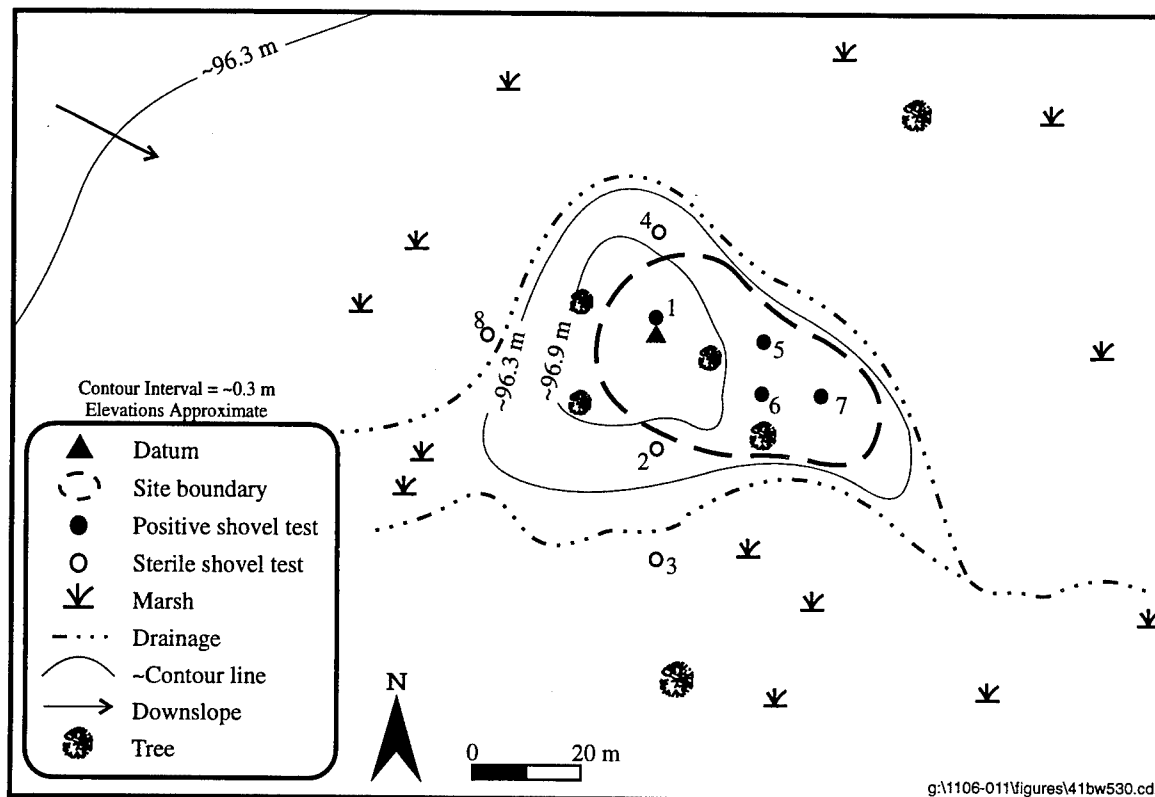 ~96.3 m
4
1
8
5
~96.3 m
~96.9 m
6
7
2
3
Contour Interval = ~0.3 m
Elevations Approximate
Datum
Site boundary
Positive shovel test
Sterile shovel test
Marsh
Drainage
~Contour line
Downslope
Tree
N
0 20 m
g:\1106-011\figures\41bw530.cd